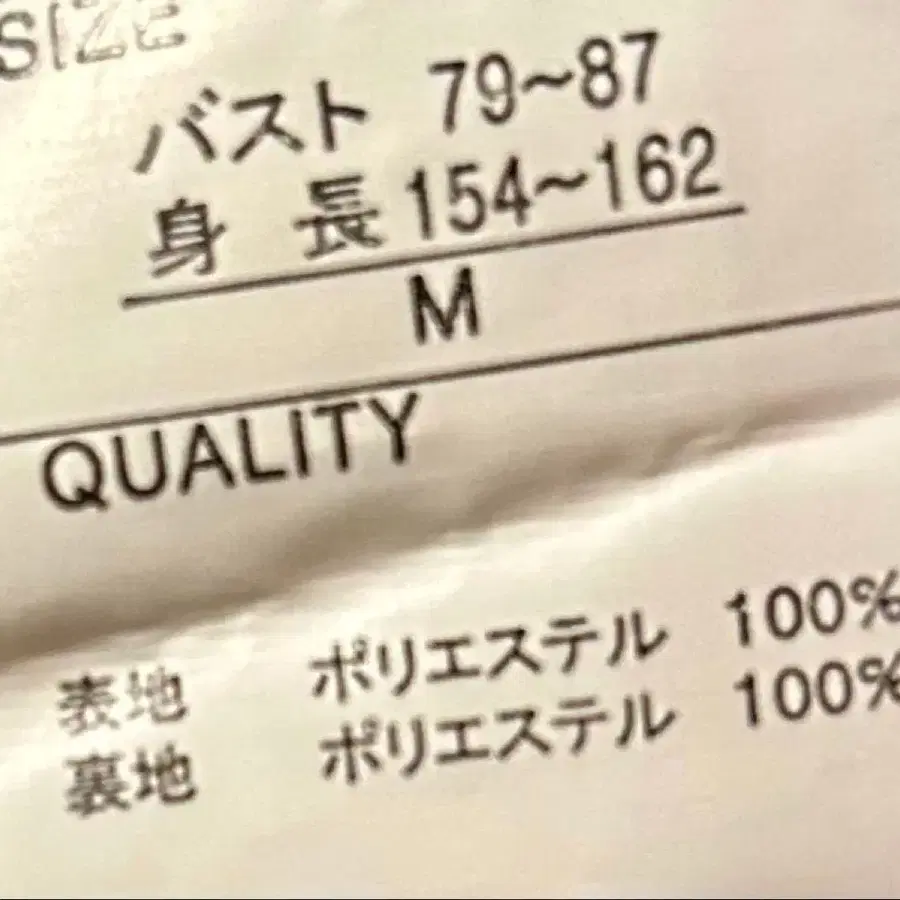 SIZE
バスト 79~87
身 長 154~162
M
QUALITY
表地 ポリエステル 100%
裏地 ポリエステル 100%